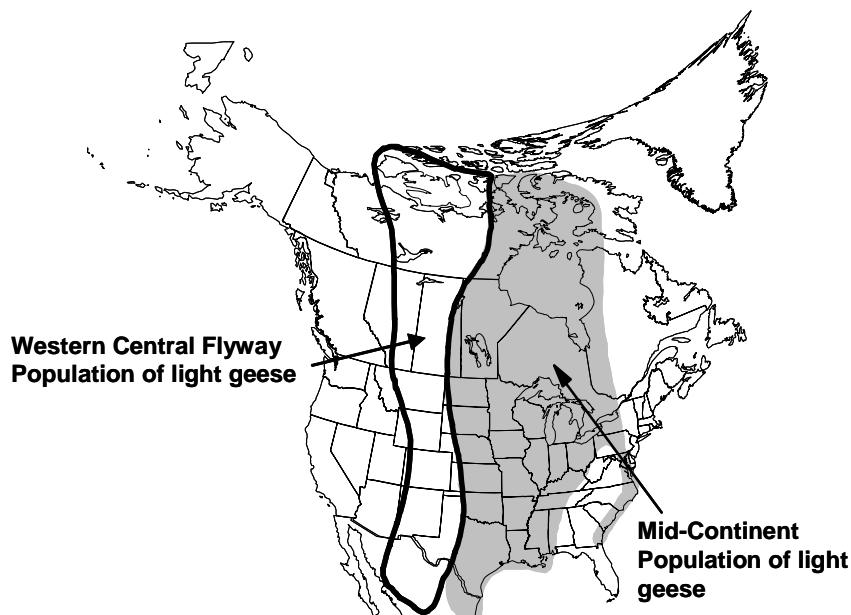 Western Central Flyway
Population of light geese
Mid-Continent
Population of light
geese